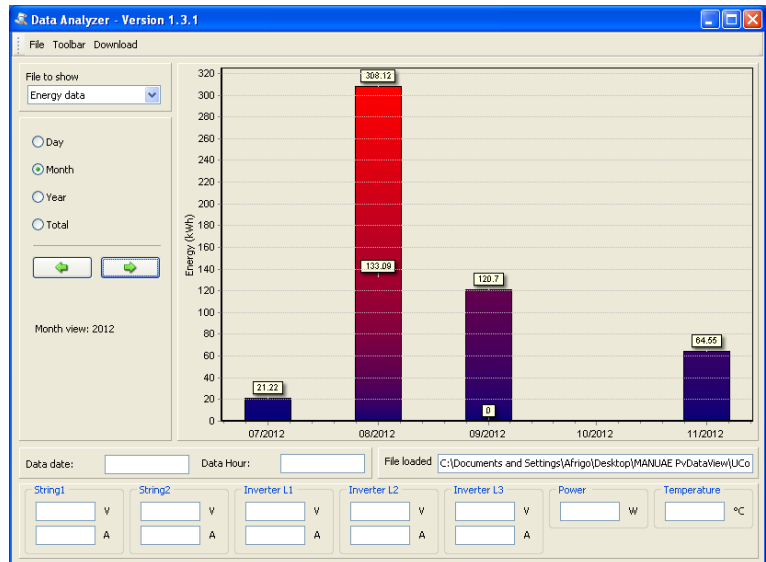 Data Analyzer - Version 1.3.1
File Toolbar Download
File to show
Energy data
Day
Month
Year
Total
Month view: 2012
Energy (kWh)
320
300
280
260
240
220
200
180
160
140
120
100
80
60
40
20
0
308.12
133.09
120.7
64.55
21.22
0
07/2012 08/2012 09/2012 10/2012 11/2012
Data date: Data Hour: File loaded C:\Documents and Settings\Afrigo\Desktop\MANUAE PvDataView\UCo
String1 String2 Inverter L1 Inverter L2 Inverter L3 Power Temperature
V V V V V W °C
A A A A A